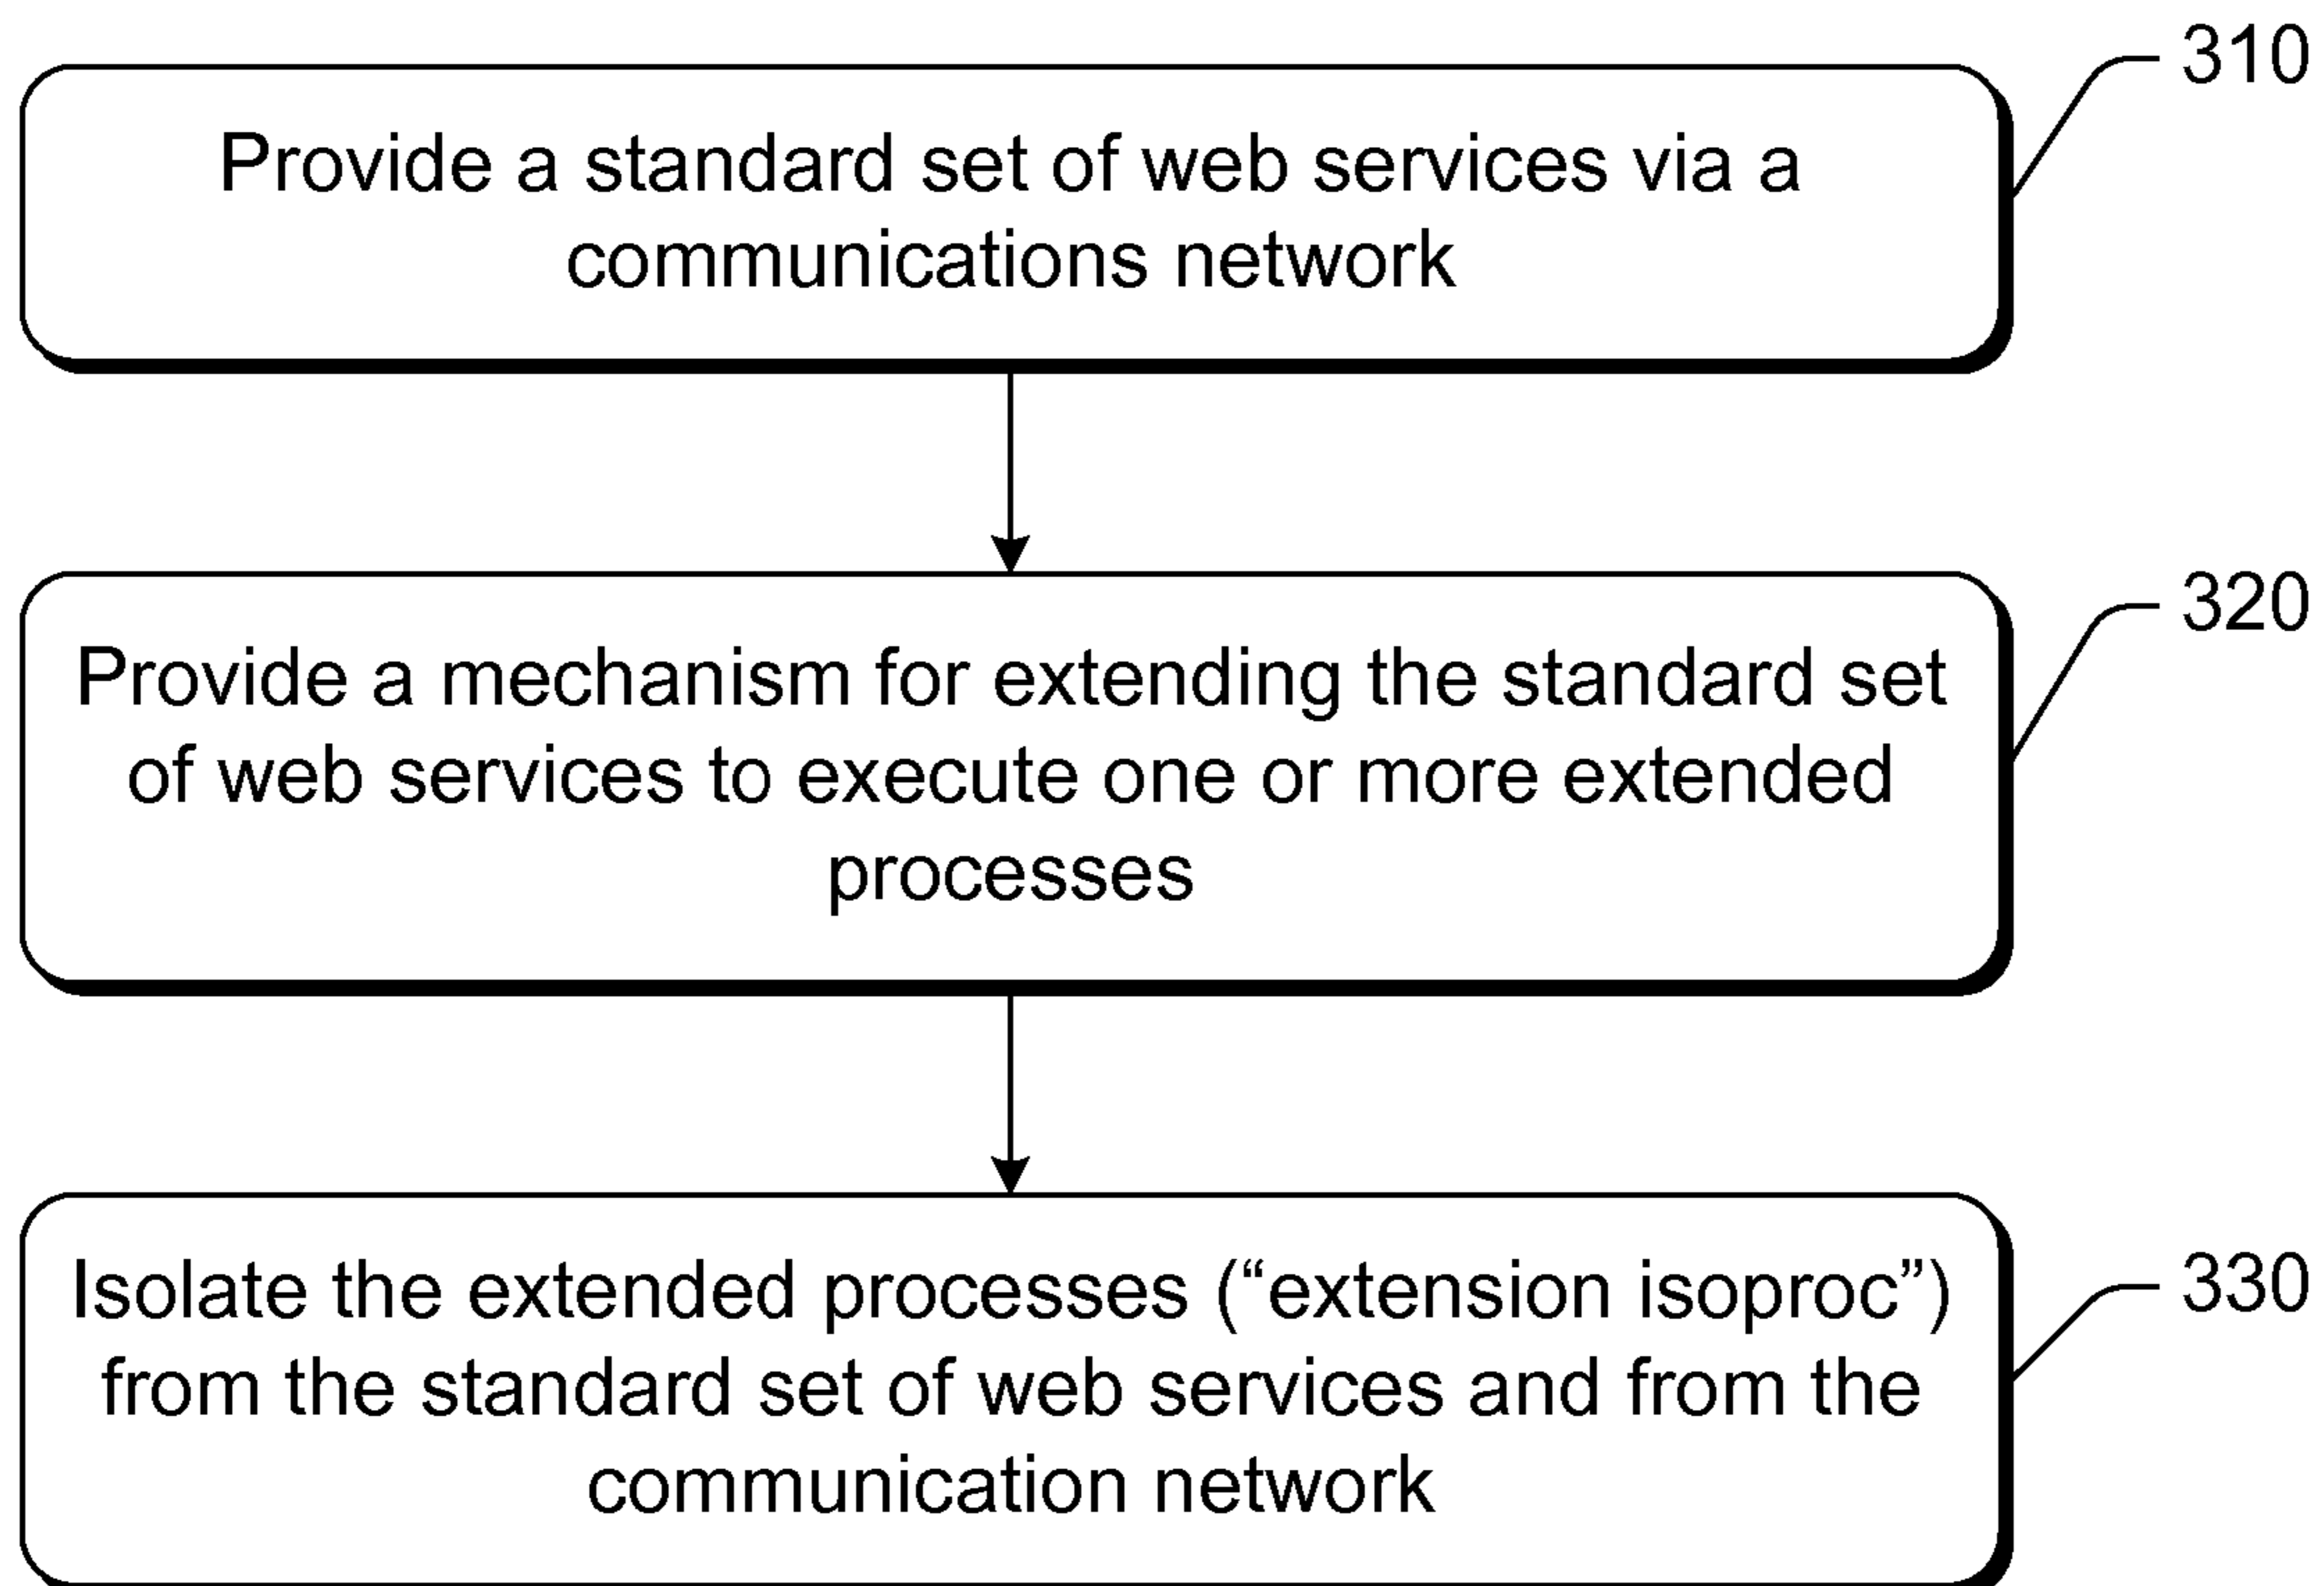 310
Provide a standard set of web services via a
communications network
320
Provide a mechanism for extending the standard set
of web services to execute one or more extended
processes
330
Isolate the extended processes (“extension isoproc”)
from the standard set of web services and from the
communication network